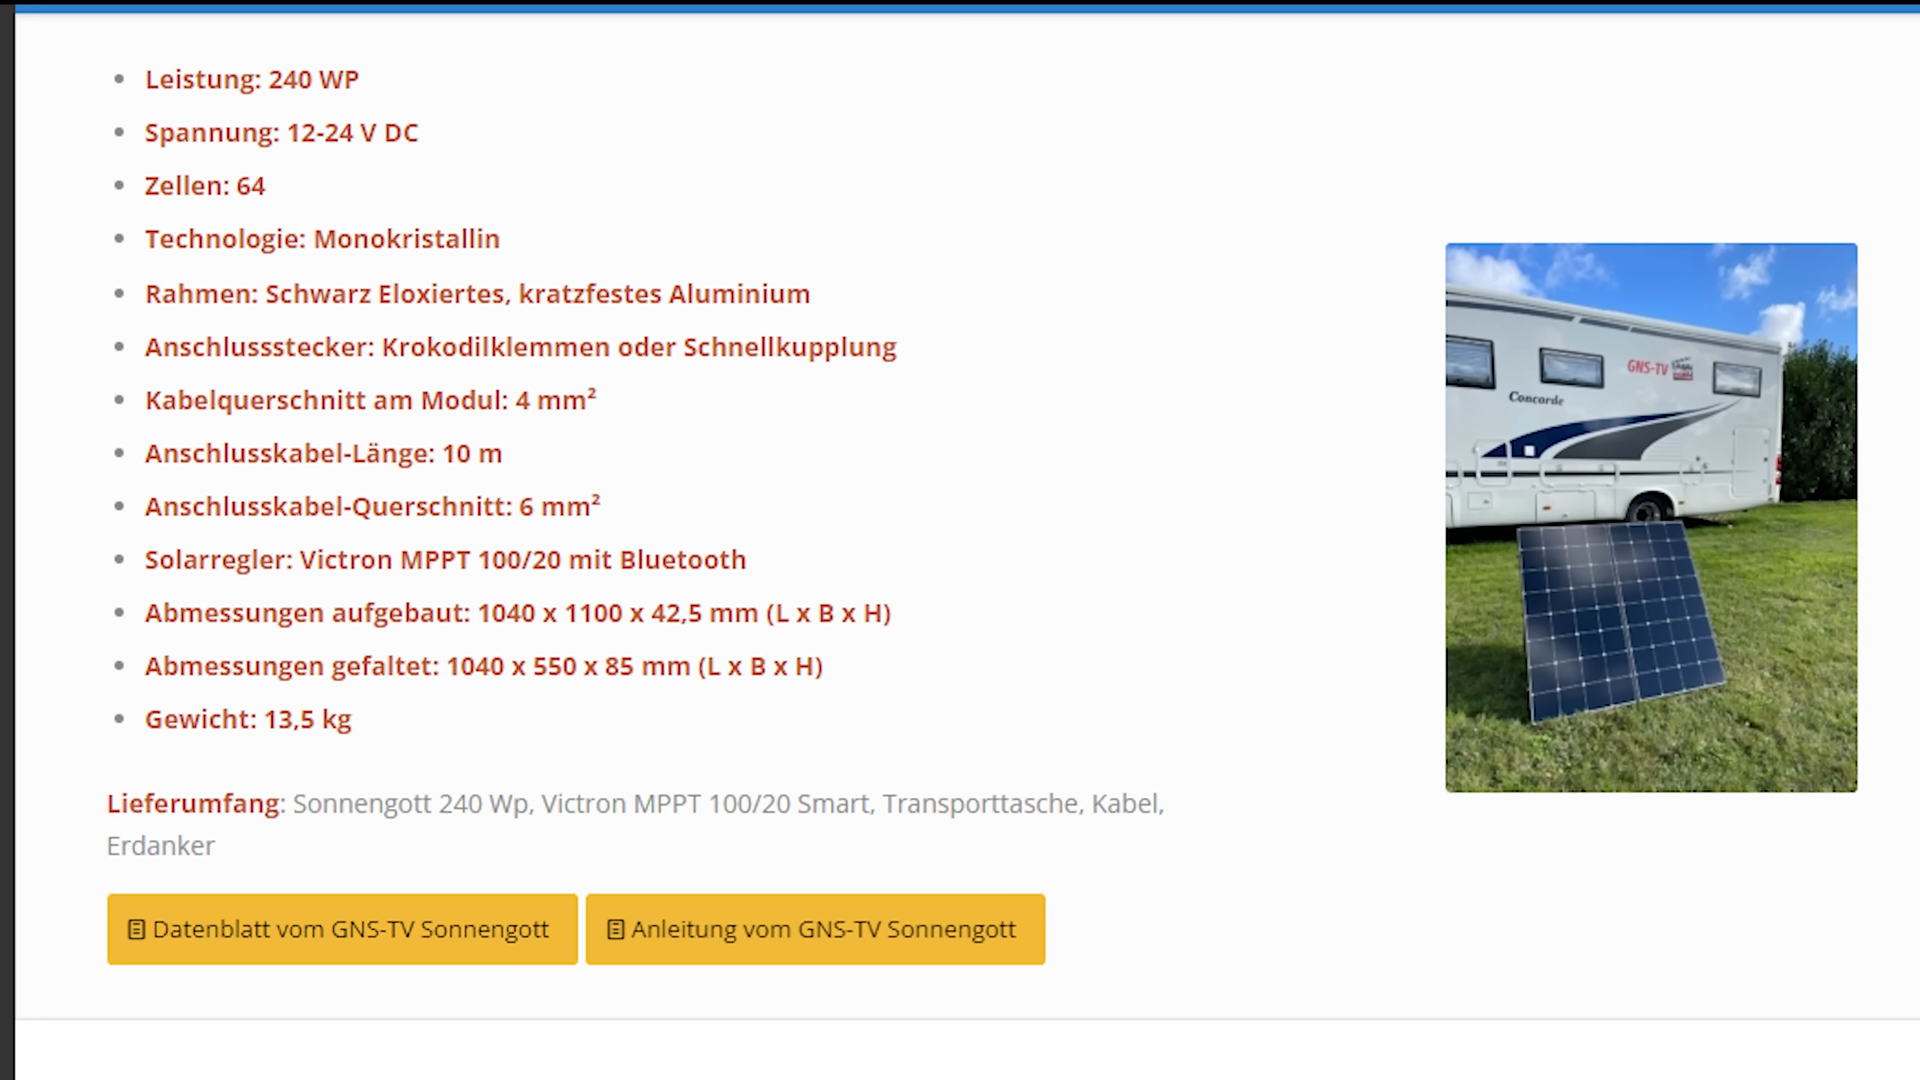 Leistung: 240 WP
Spannung: 12-24 V DC
Zellen: 64
Technologie: Monokristallin
Rahmen: Schwarz Eloxiertes, kratzfestes Aluminium
Anschlussstecker: Krokodilklemmen oder Schnellkupplung
Kabelquerschnitt am Modul: 4 mm²
Anschlusskabel-Länge: 10 m
Anschlusskabel-Querschnitt: 6 mm²
Solarregler: Victron MPPT 100/20 mit Bluetooth
Abmessungen aufgebaut: 1040 x 1100 x 42,5 mm (L x B x H)
Abmessungen gefaltet: 1040 x 550 x 85 mm (L x B x H)
Gewicht: 13,5 kg
Lieferumfang: Sonnengott 240 Wp, Victron MPPT 100/20 Smart, Transporttasche, Kabel,
Erdanker
Datenblatt vom GNS-TV Sonnengott
Anleitung vom GNS-TV Sonnengott
GNS-TV
Concorde